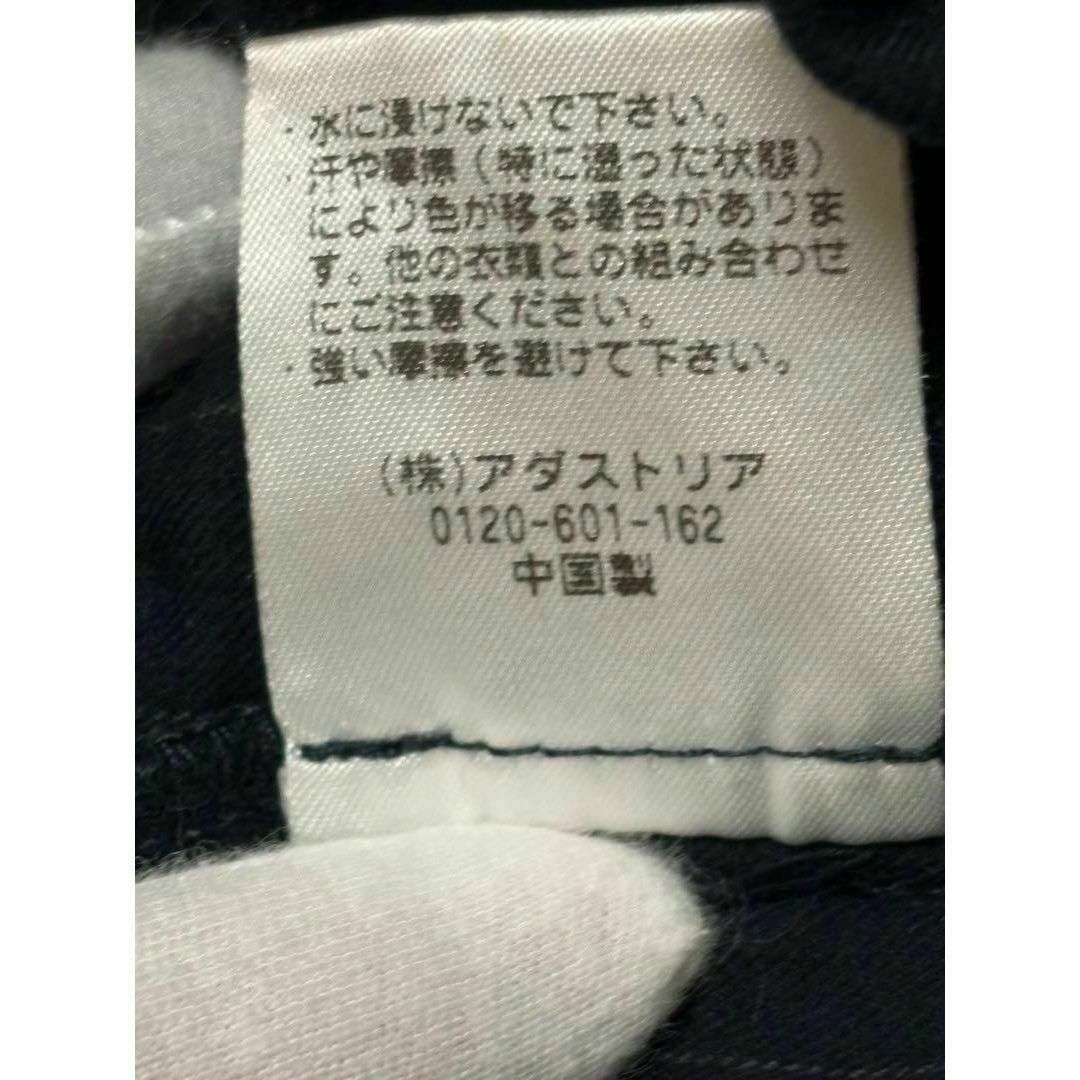 ・水に浸けないで下さい。
・汗や摩擦(特に湿った状態)
により色が移る場合がありま
す。他の衣類との組み合わせ
にご注意ください。
・強い摩擦を避けて下さい。
(株)アダストリア
0120-601-162
中国製